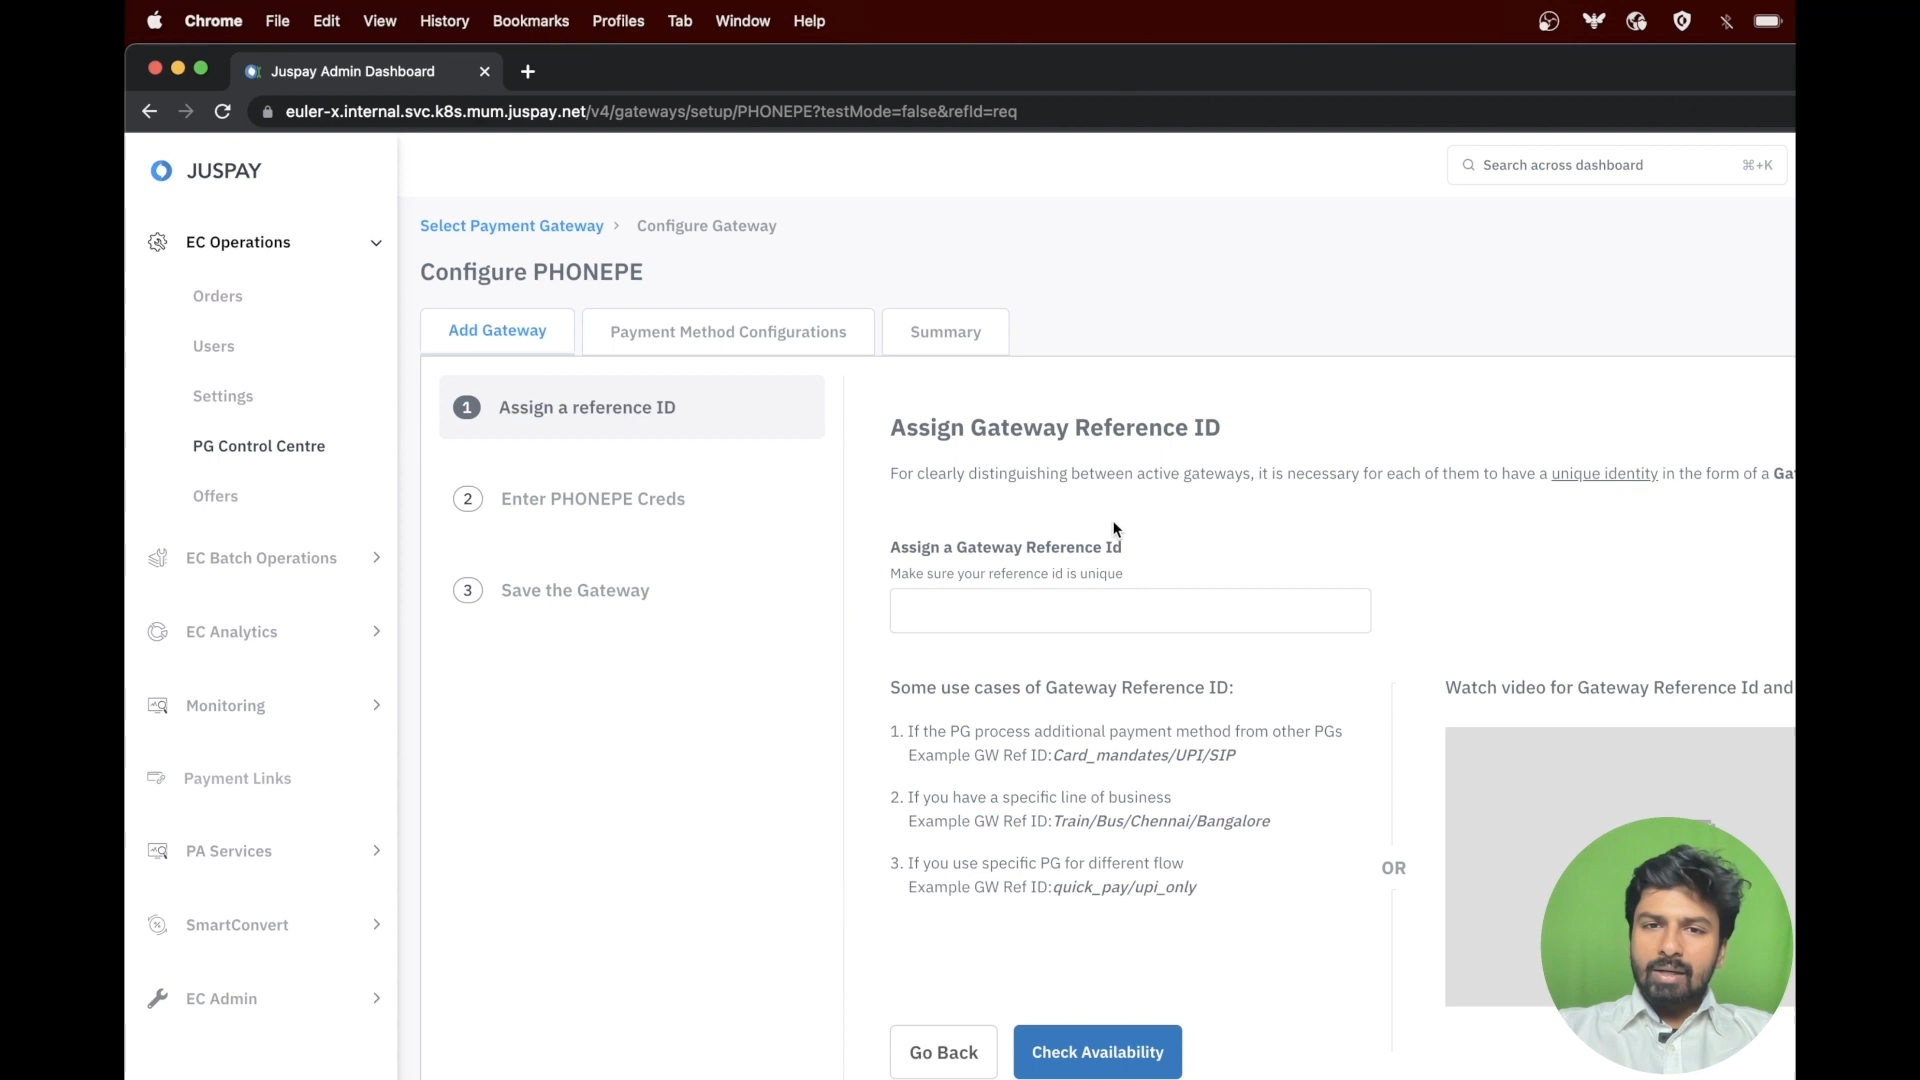 Chrome File Edit View History Bookmarks Profiles Tab Window Help
Juspay Admin Dashboard
euler-x.internal.svc.k8s.mum.juspay.net/v4/gateways/setup/PHONEPE?testMode=false&refId=req
JUSPAY
Search across dashboard ⌘+K
EC Operations
Orders
Users
Settings
PG Control Centre
Offers
EC Batch Operations
EC Analytics
Monitoring
Payment Links
PA Services
SmartConvert
EC Admin
Select Payment Gateway > Configure Gateway
Configure PHONEPE
Add Gateway Payment Method Configurations Summary
1 Assign a reference ID
2 Enter PHONEPE Creds
3 Save the Gateway
Assign Gateway Reference ID
For clearly distinguishing between active gateways, it is necessary for each of them to have a unique identity in the form of a
Assign a Gateway Reference Id
Make sure your reference id is unique
Some use cases of Gateway Reference ID:
1. If the PG process additional payment method from other PGs
Example GW Ref ID:Card_mandates/UPI/SIP
2. If you have a specific line of business
Example GW Ref ID:Train/Bus/Chennai/Bangalore
3. If you use specific PG for different flow
Example GW Ref ID:quick_pay/upi_only
OR
Watch video for Gateway Reference Id and
Go Back Check Availability